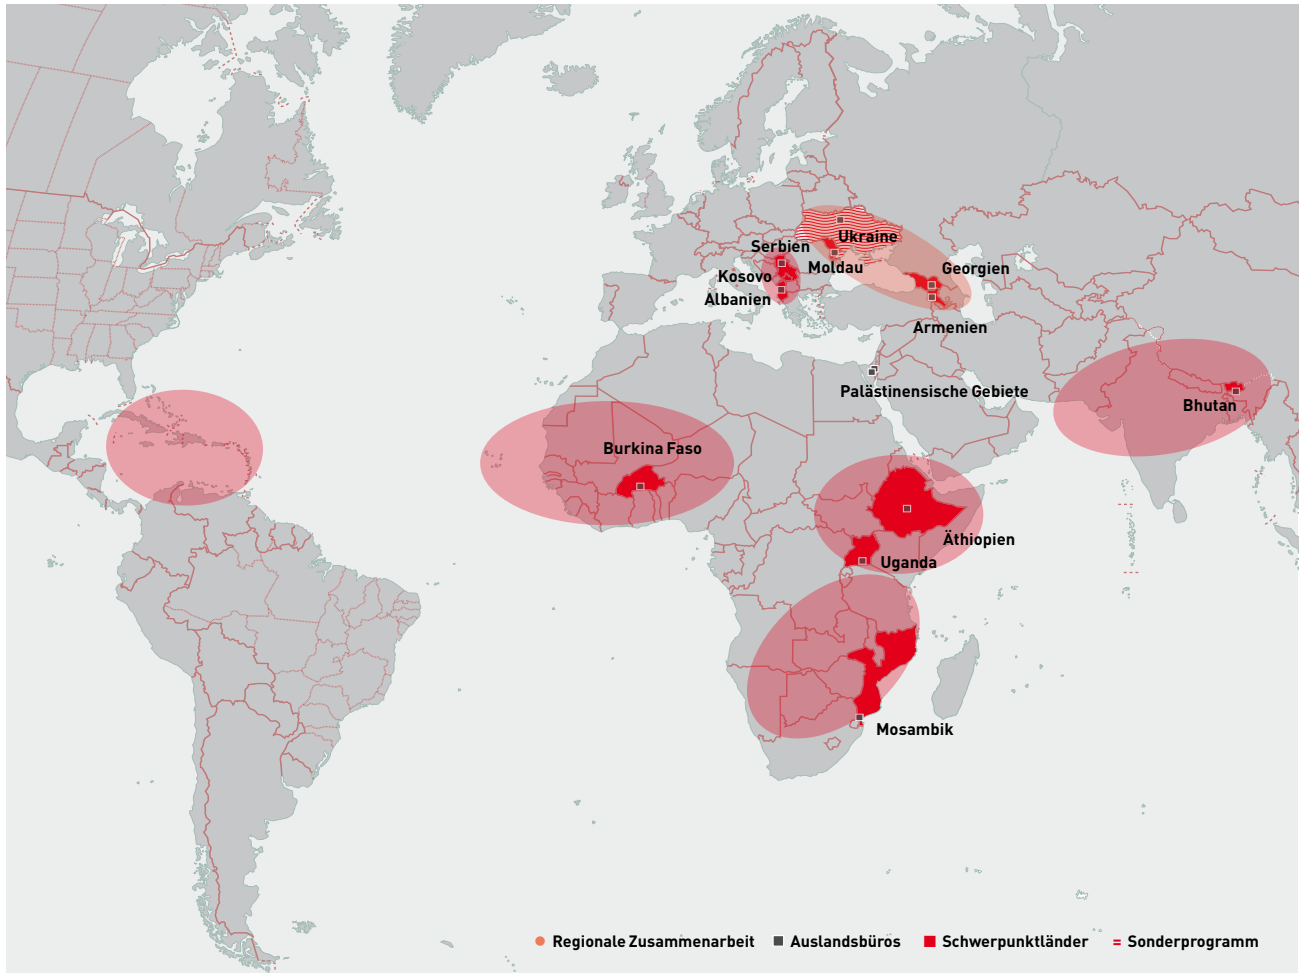 Ukraine
Serbien
Moldau
Georgien
Kosovo
Albanien
Armenien
Palästinensische Gebiete
Bhutan
Burkina Faso
Äthiopien
Uganda
Mosambik
Regionale Zusammenarbeit
Auslandsbüros
Schwerpunktländer
= Sonderprogramm